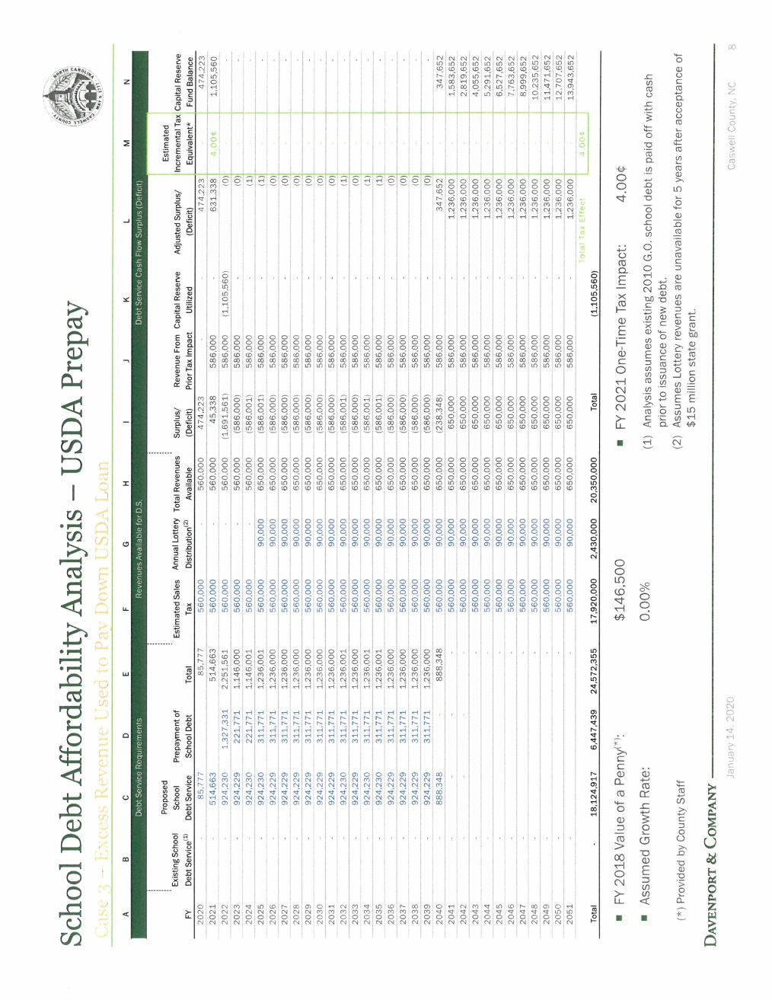 School Debt Affordability Analysis – USDA Prepay
Case 3 – Excess Revenue Used to Pay Down USDA Loan
NORTH CAROLINA
CASWELL COUNTY
A B C D E F G H I J K L M N
Debt Service Requirements Revenues Available for D.S. Debt Service Cash Flow Surplus (Deficit)
FY Existing School Debt Service(1) Proposed School Debt Service Prepayment of School Debt Total Estimated Sales Tax Annual Lottery Distribution(2) Total Revenues Available Surplus/ (Deficit) Revenue From Prior Tax Impact Capital Reserve Utilized Adjusted Surplus/ (Deficit) Estimated Incremental Tax Equivalent* Capital Reserve Fund Balance
2020 - 85,777 - 85,777 560,000 - 560,000 474,223 - - 474,223 - 474,223
2021 - 514,663 - 514,663 560,000 - 560,000 45,338 586,000 - 631,338 4.00¢ 1,105,560
2022 - 924,230 1,327,331 2,251,561 560,000 - 560,000 (1,691,561) 586,000 (1,105,560) (0) - -
2023 - 924,229 221,771 1,146,000 560,000 - 560,000 (586,000) 586,000 - (0) - -
2024 - 924,230 221,771 1,146,001 560,000 - 560,000 (586,001) 586,000 - (1) - -
2025 - 924,230 311,771 1,236,001 560,000 90,000 650,000 (586,001) 586,000 - (1) - -
2026 - 924,229 311,771 1,236,000 560,000 90,000 650,000 (586,000) 586,000 - (0) - -
2027 - 924,229 311,771 1,236,000 560,000 90,000 650,000 (586,000) 586,000 - (0) - -
2028 - 924,229 311,771 1,236,000 560,000 90,000 650,000 (586,000) 586,000 - (0) - -
2029 - 924,229 311,771 1,236,000 560,000 90,000 650,000 (586,000) 586,000 - (0) - -
2030 - 924,229 311,771 1,236,000 560,000 90,000 650,000 (586,000) 586,000 - (0) - -
2031 - 924,229 311,771 1,236,000 560,000 90,000 650,000 (586,000) 586,000 - (0) - -
2032 - 924,230 311,771 1,236,001 560,000 90,000 650,000 (586,001) 586,000 - (1) - -
2033 - 924,229 311,771 1,236,000 560,000 90,000 650,000 (586,000) 586,000 - (0) - -
2034 - 924,230 311,771 1,236,001 560,000 90,000 650,000 (586,001) 586,000 - (1) - -
2035 - 924,230 311,771 1,236,001 560,000 90,000 650,000 (586,001) 586,000 - (1) - -
2036 - 924,229 311,771 1,236,000 560,000 90,000 650,000 (586,000) 586,000 - (0) - -
2037 - 924,229 311,771 1,236,000 560,000 90,000 650,000 (586,000) 586,000 - (0) - -
2038 - 924,229 311,771 1,236,000 560,000 90,000 650,000 (586,000) 586,000 - (0) - -
2039 - 924,229 311,771 1,236,000 560,000 90,000 650,000 (586,000) 586,000 - (0) - -
2040 - 888,348 - 888,348 560,000 90,000 650,000 (238,348) 586,000 - 347,652 - 347,652
2041 - - - - 560,000 90,000 650,000 650,000 586,000 - 1,236,000 - 1,583,652
2042 - - - - 560,000 90,000 650,000 650,000 586,000 - 1,236,000 - 2,819,652
2043 - - - - 560,000 90,000 650,000 650,000 586,000 - 1,236,000 - 4,055,652
2044 - - - - 560,000 90,000 650,000 650,000 586,000 - 1,236,000 - 5,291,652
2045 - - - - 560,000 90,000 650,000 650,000 586,000 - 1,236,000 - 6,527,652
2046 - - - - 560,000 90,000 650,000 650,000 586,000 - 1,236,000 - 7,763,652
2047 - - - - 560,000 90,000 650,000 650,000 586,000 - 1,236,000 - 8,999,652
2048 - - - - 560,000 90,000 650,000 650,000 586,000 - 1,236,000 - 10,235,652
2049 - - - - 560,000 90,000 650,000 650,000 586,000 - 1,236,000 - 11,471,652
2050 - - - - 560,000 90,000 650,000 650,000 586,000 - 1,236,000 - 12,707,652
2051 - - - - 560,000 90,000 650,000 650,000 586,000 - 1,236,000 - 13,943,652
Total Tax Effect 4.00¢
Total - 18,124,917 6,447,439 24,572,355 17,920,000 2,430,000 20,350,000 Total (1,105,560)
■ FY 2018 Value of a Penny(*): $146,500
■ Assumed Growth Rate: 0.00%
(*) Provided by County Staff
■ FY 2021 One-Time Tax Impact: 4.00¢
(1) Analysis assumes existing 2010 G.O. school debt is paid off with cash
prior to issuance of new debt.
(2) Assumes Lottery revenues are unavailable for 5 years after acceptance of
$15 million state grant.
DAVENPORT & COMPANY
January 14, 2020
Caswell County, NC
8